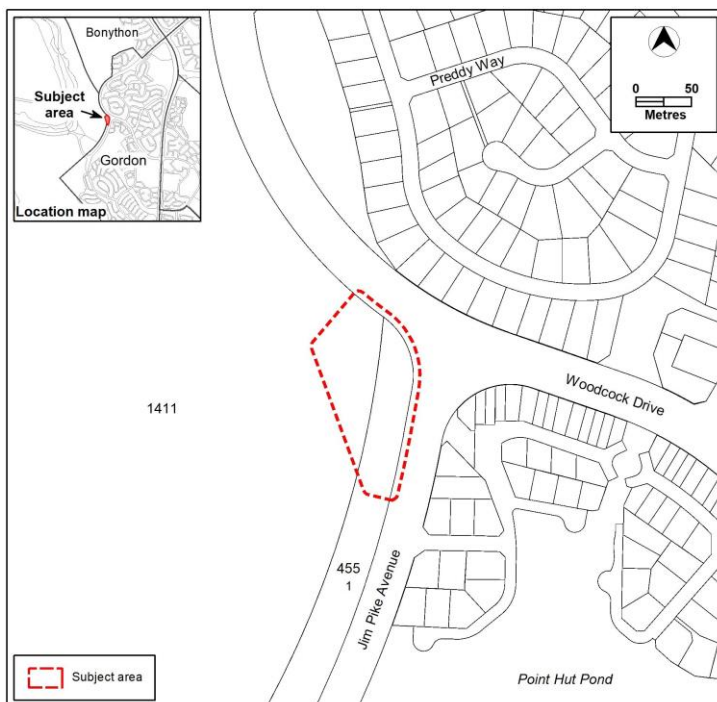 Bonython
Subject
area
Gordon
Location map
Preddy Way
0 50
Metres
Woodcock Drive
1411
455
1
Jim Pike Avenue
Point Hut Pond
Subject area